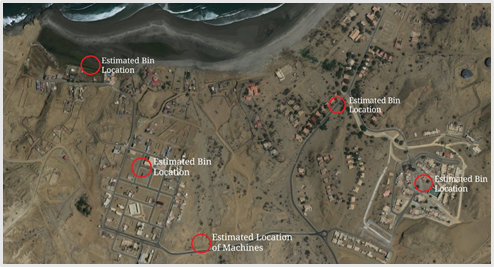 Estimated Bin
Location
Estimated Bin
Location
Estimated Bin
Location
Estimated Bin
Location
Estimated Location
of Machines